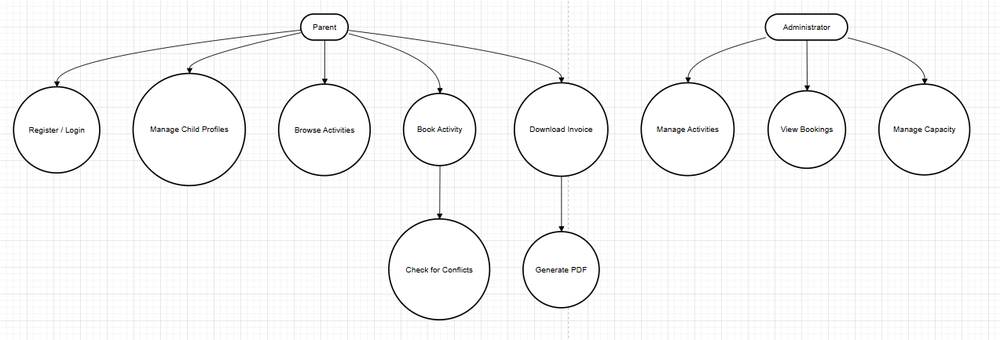 Parent
Administrator
Register / Login
Manage Child Profiles
Browse Activities
Book Activity
Download Invoice
Manage Activities
View Bookings
Manage Capacity
Check for Conflicts
Generate PDF